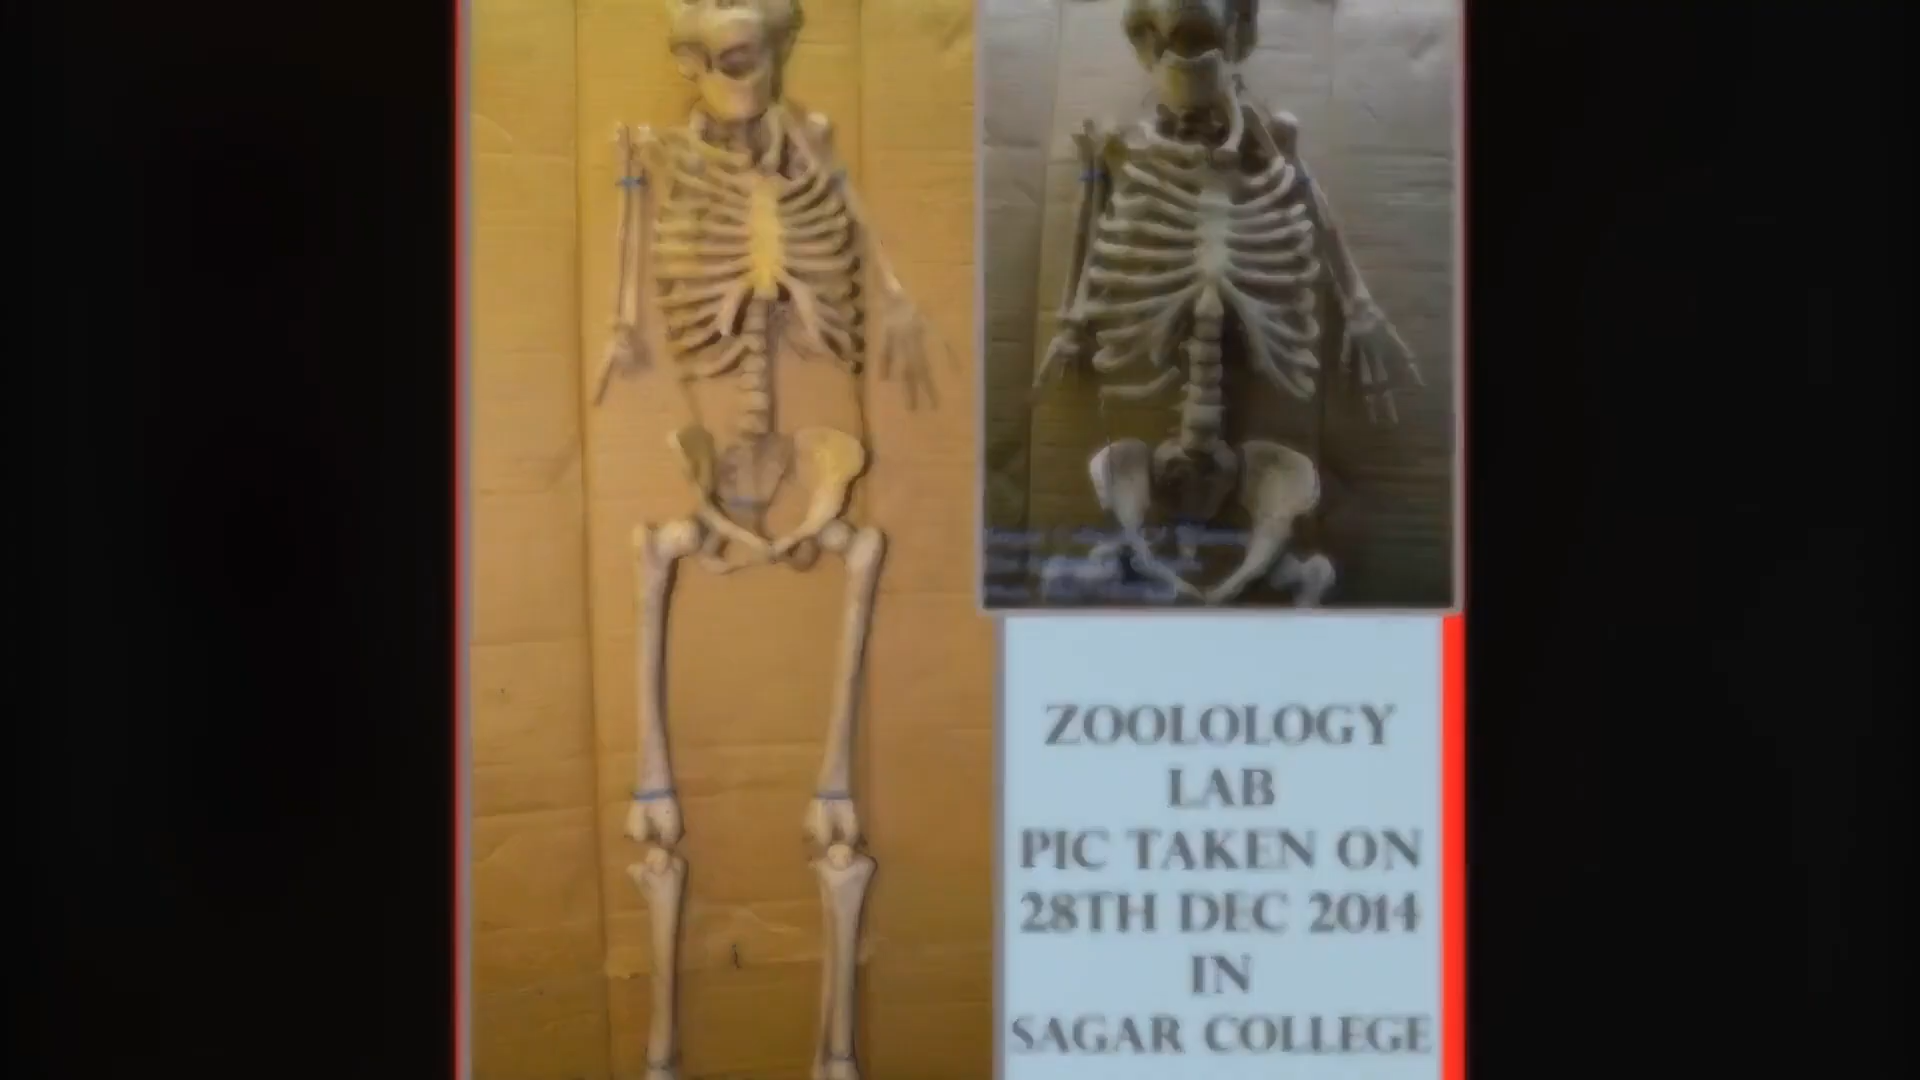 ZOOLOLOGY
LAB
PIC TAKEN ON
28TH DEC 2014
IN
SAGAR COLLEGE